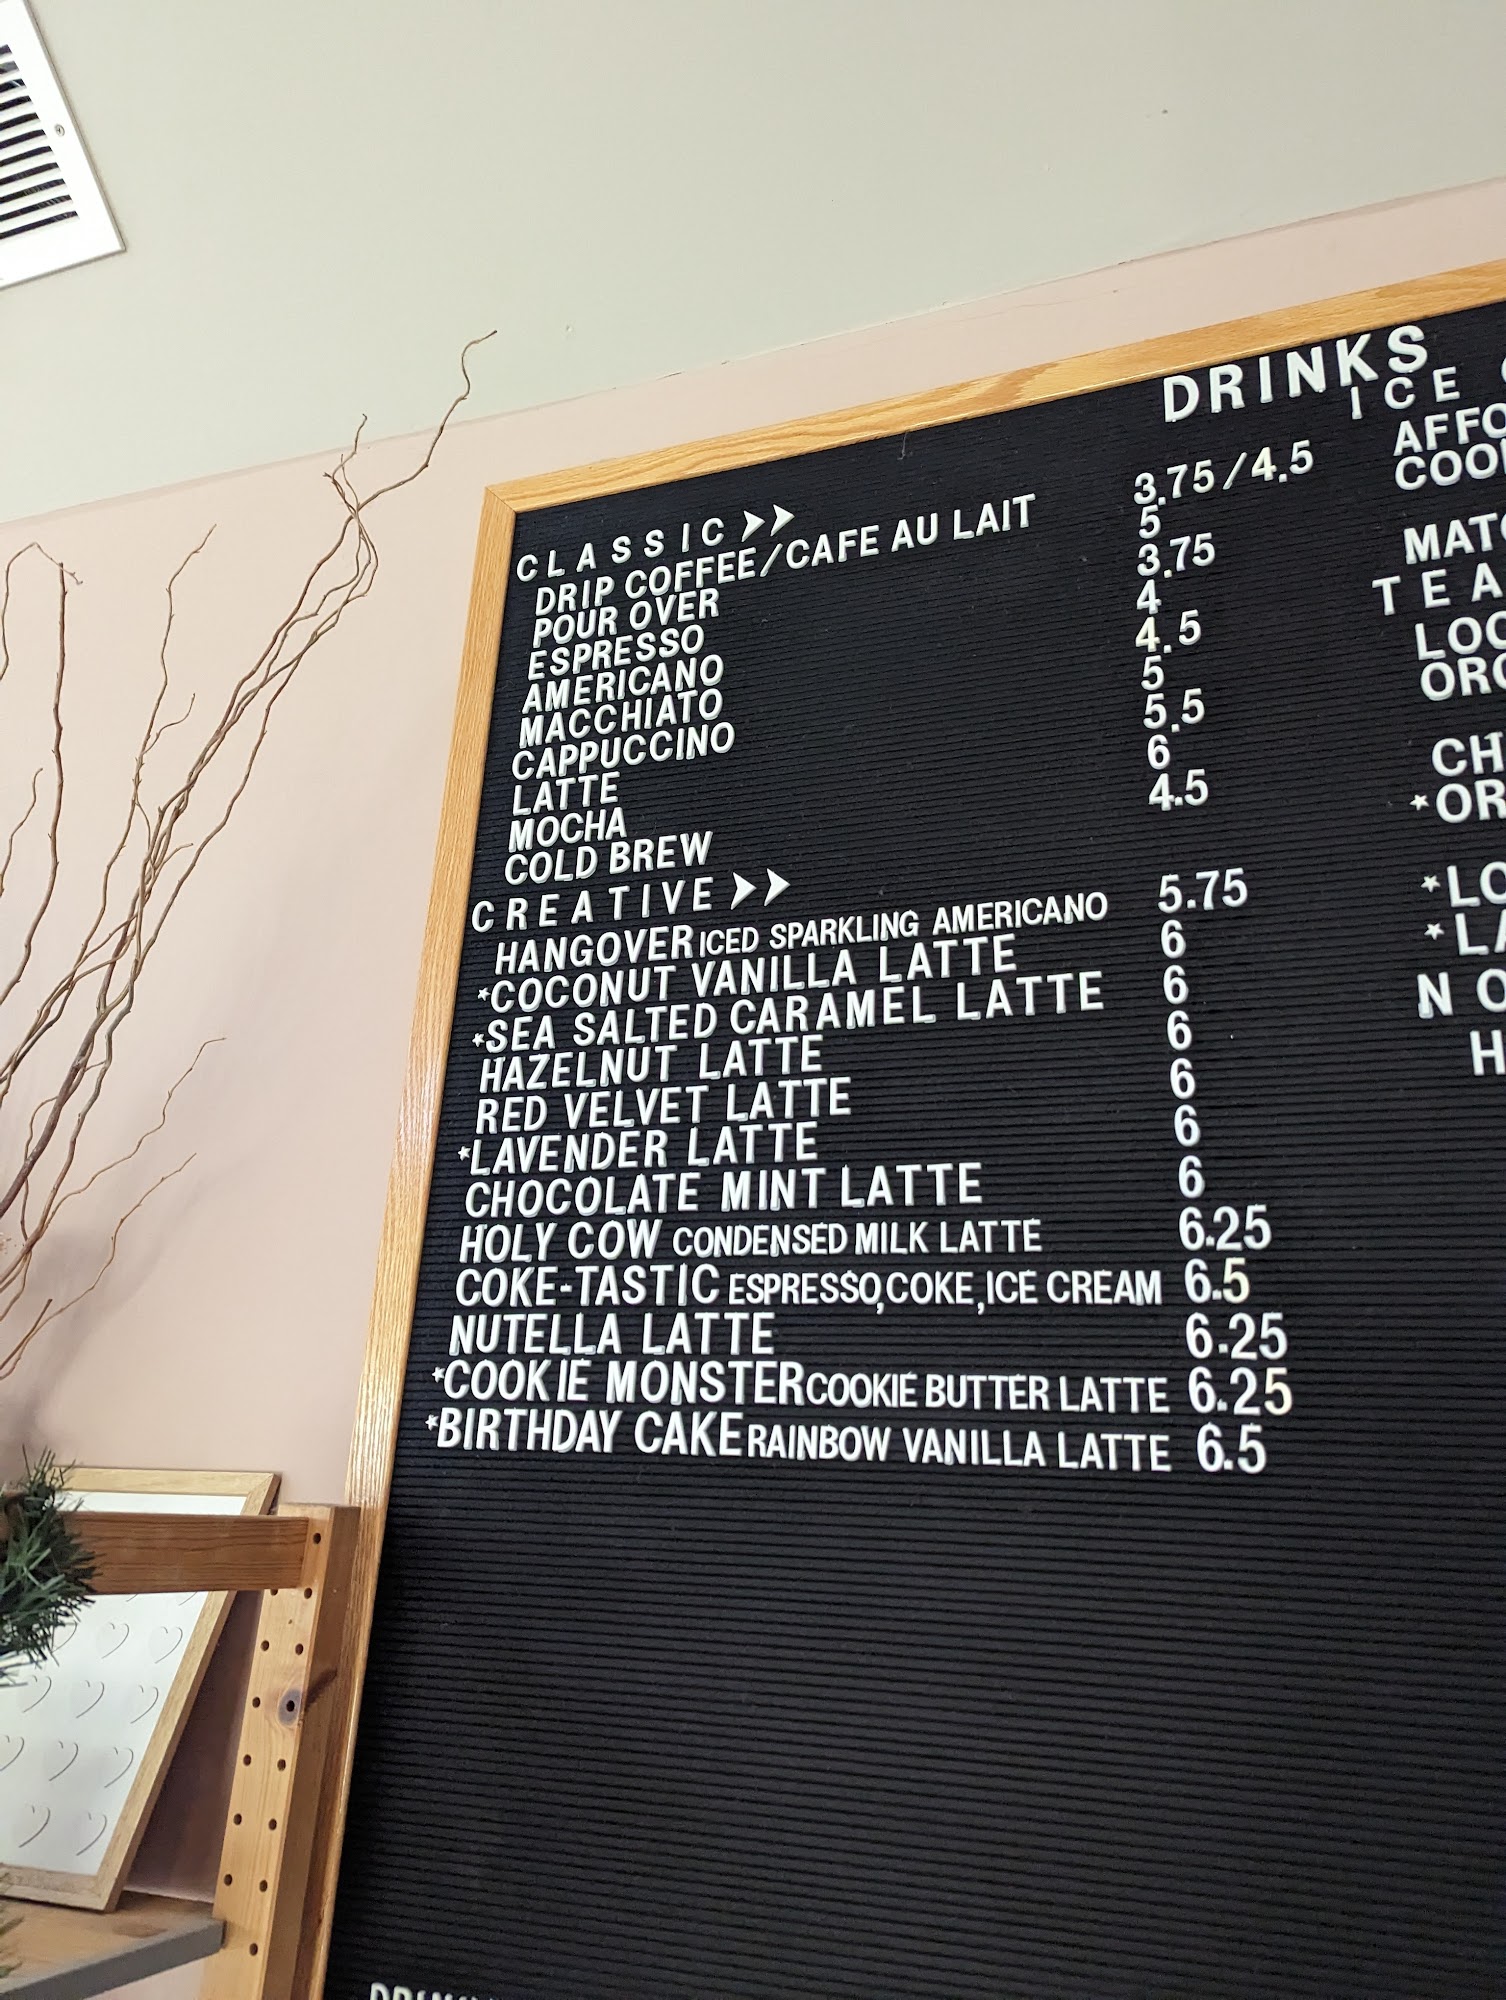 DRINKS
CLASSIC >>
DRIP COFFEE/CAFE AU LAIT 3.75/4.5
POUR OVER 5
ESPRESSO 3.75
AMERICANO 4
MACCHIATO 4.5
CAPPUCCINO 5
LATTE 5.5
MOCHA 6
COLD BREW 4.5
CREATIVE >>
HANGOVER ICED SPARKLING AMERICANO 5.75
*COCONUT VANILLA LATTE 6
*SEA SALTED CARAMEL LATTE 6
HAZELNUT LATTE 6
RED VELVET LATTE 6
*LAVENDER LATTE 6
CHOCOLATE MINT LATTE 6
HOLY COW CONDENSED MILK LATTE 6.25
COKE-TASTIC ESPRESSO,COKE,ICE CREAM 6.5
NUTELLA LATTE 6.25
*COOKIE MONSTER COOKIE BUTTER LATTE 6.25
*BIRTHDAY CAKE RAINBOW VANILLA LATTE 6.5
ICE
TEA